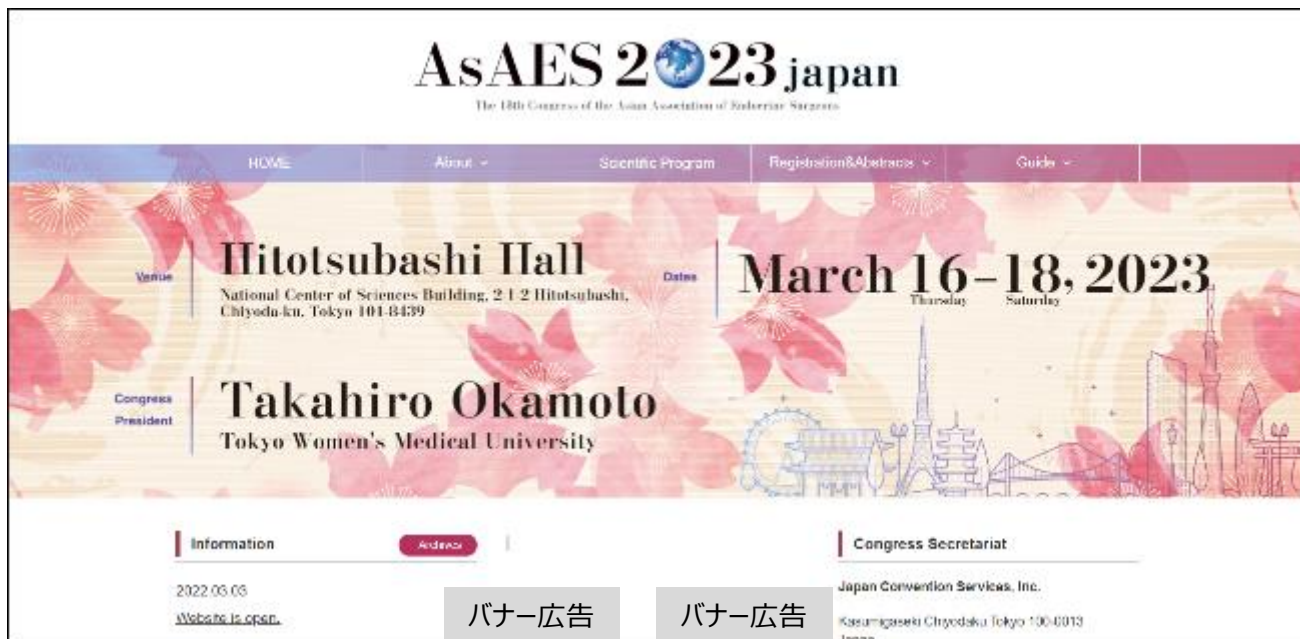 AsAES 2023 japan
The 18th Congress of the Asian Association of Endocrine Surgeons
HOME
About
Scientific Program
Registration&Abstracts
Guide
Venue
Hitotsubashi Hall
National Center of Sciences Building, 2-1-2 Hitotsubashi,
Chiyoda-ku, Tokyo 101-8439
Dates
March 16–18, 2023
Thursday Saturday
Congress
President
Takahiro Okamoto
Tokyo Women's Medical University
Information
Archives
2022.03.03
Website is open.
バナー広告
バナー広告
Congress Secretariat
Japan Convention Services, Inc.
Kasumigaseki Chiyodaku Tokyo 100-0013